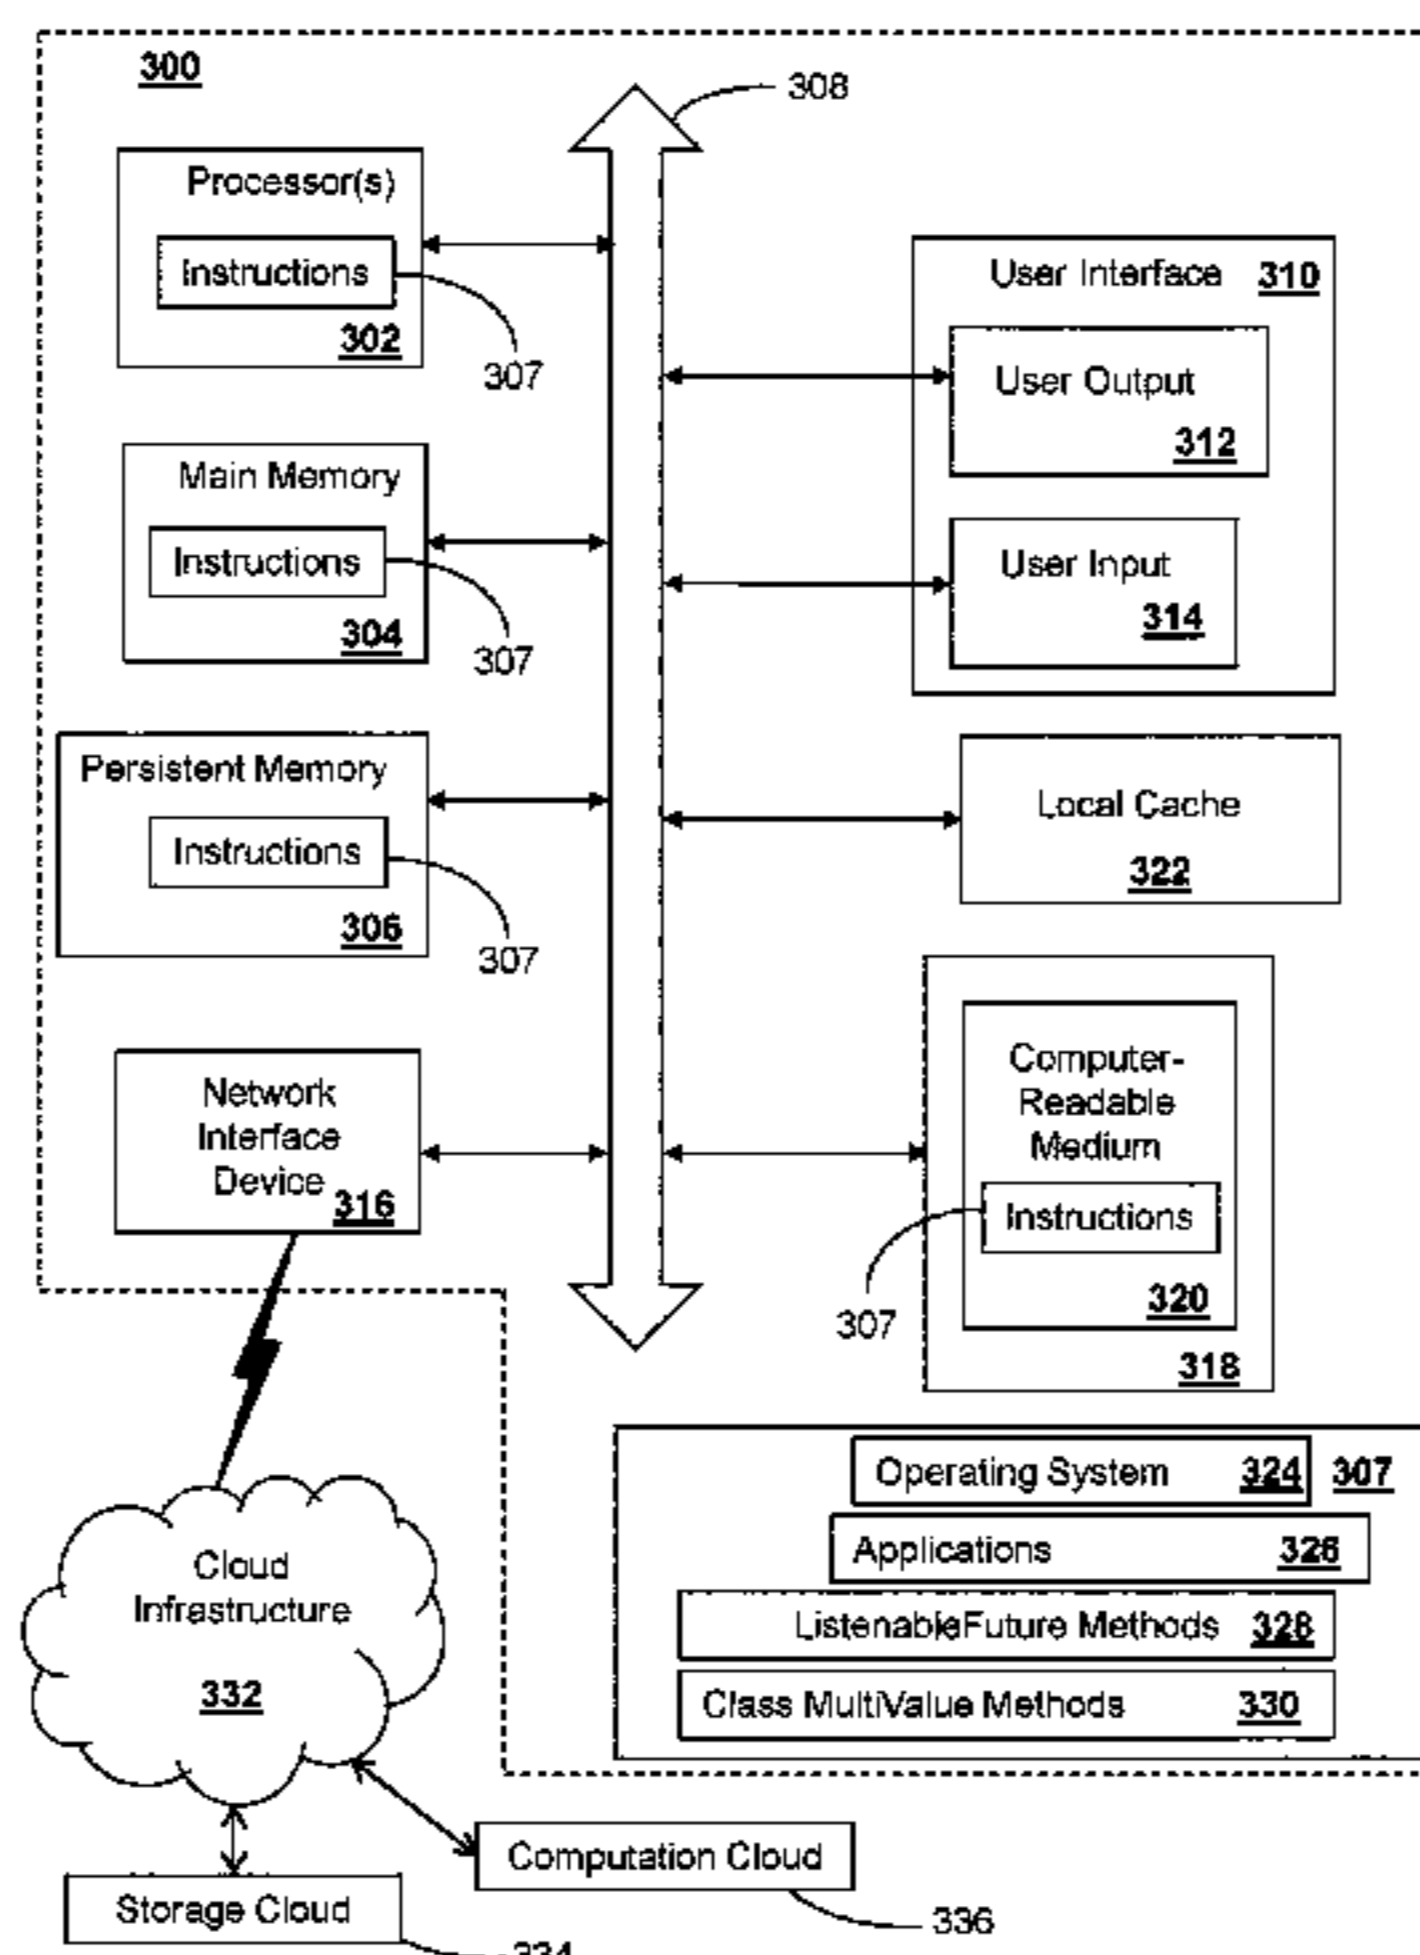 300
308
Processor(s)
Instructions
302
307
User Interface 310
User Output
312
Main Memory
Instructions
304
307
User Input
314
Persistent Memory
Instructions
306
307
Local Cache
322
Network
Interface
Device
316
Computer-
Readable
Medium
Instructions
307
320
318
Operating System 324 307
Applications 326
ListenableFuture Methods 328
Class MultiValue Methods 330
Cloud
Infrastructure
332
Computation Cloud
336
Storage Cloud